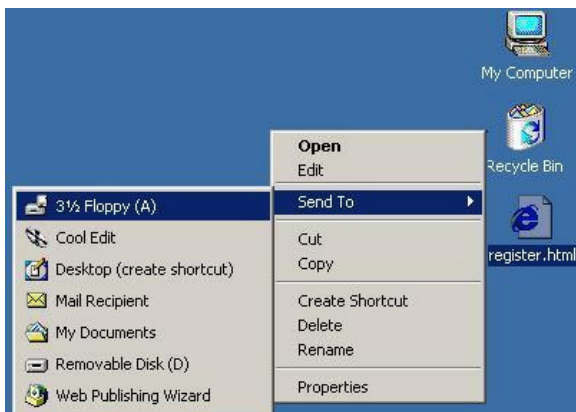 My Computer
Recycle Bin
register.html
Open
Edit
Send To
Cut
Copy
Create Shortcut
Delete
Rename
Properties
3½ Floppy (A)
Cool Edit
Desktop (create shortcut)
Mail Recipient
My Documents
Removable Disk (D)
Web Publishing Wizard